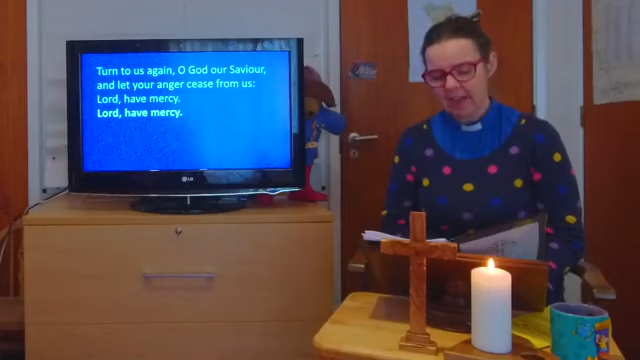 Turn to us again, O God our Saviour,
and let your anger cease from us:
Lord, have mercy.
Lord, have mercy.
LG